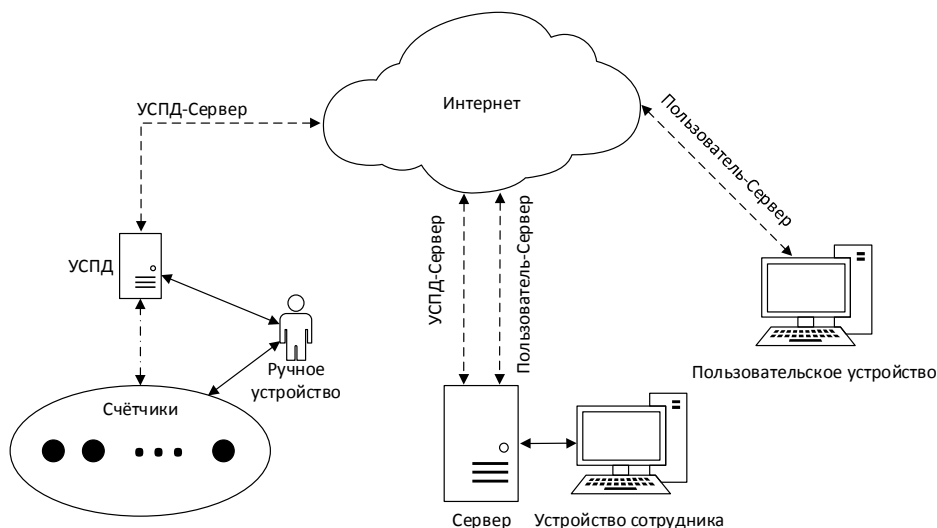 Интернет
УСПД-Сервер
Пользователь-Сервер
УСПД
УСПД-Сервер
Пользователь-Сервер
Ручное
устройство
Пользовательское устройство
Счётчики
Сервер
Устройство сотрудника